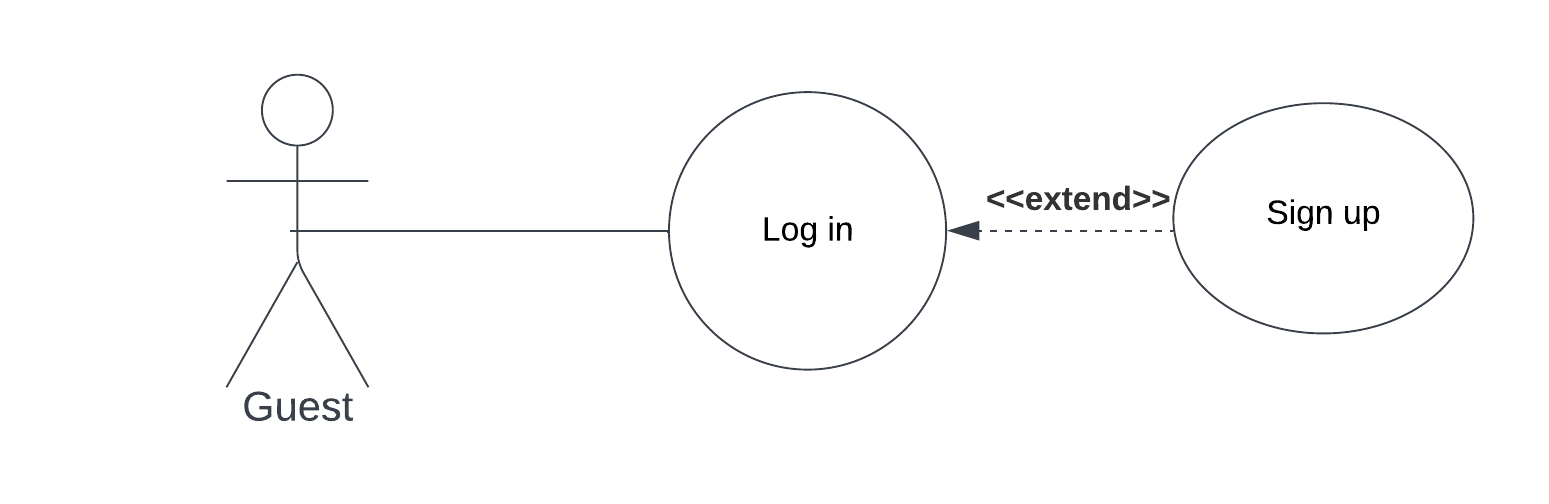 Log in
<<extend>>
Sign up
Guest